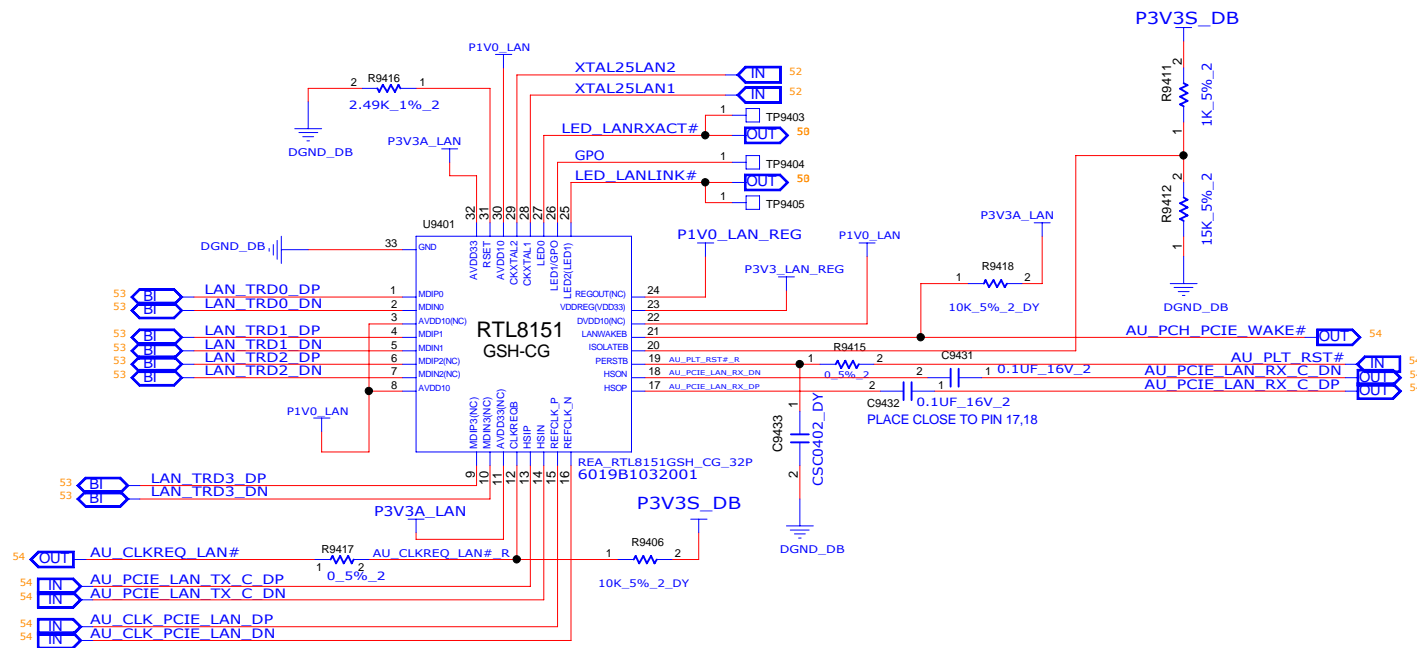 P3V3S_DB
P1V0_LAN
XTAL25LAN2
IN
52
R9416
2
1
2.49K_1%_2
XTAL25LAN1
IN
52
R9411
2
1
1K_5%_2
1
TP9403
LED_LANRXACT#
OUT
DGND_DB
P3V3A_LAN
GPO
1
TP9404
LED_LANLINK#
OUT
1
TP9405
R9412
2
1
15K_5%_2
U9401
32
31
30
29
28
27
26
25
DGND_DB
33
GND
AVDD33
RSET
AVDD10
CKXTAL2
CKXTAL1
LED0
LED1/GPO
LED2(LED1)
P1V0_LAN_REG
P1V0_LAN
P3V3A_LAN
P3V3_LAN_REG
1
R9418
2
10K_5%_2_DY
DGND_DB
53
BI
LAN_TRD0_DP
1
MDIP0
REGOUT(NC)
24
53
BI
LAN_TRD0_DN
2
MDIN0
VDDREG(VDD33)
23
3
AVDD10(NC)
DVDD10(NC)
22
53
BI
LAN_TRD1_DP
4
MDIP1
LANWAKEB
21
AU_PCH_PCIE_WAKE#
OUT
54
53
BI
LAN_TRD1_DN
5
MDIN1
ISOLATEB
20
53
BI
LAN_TRD2_DP
6
MDIP2(NC)
PERSTB
19
AU_PLT_RST#_R
1
R9415
2
0_5%_2
AU_PLT_RST#
IN
53
BI
LAN_TRD2_DN
7
MDIN2(NC)
HSON
18
AU_PCIE_LAN_RX_DN
2
C9431
1
0.1UF_16V_2
AU_PCIE_LAN_RX_C_DN
OUT
8
AVDD10
HSOP
17
AU_PCIE_LAN_RX_DP
2
C9432
1
0.1UF_16V_2
AU_PCIE_LAN_RX_C_DP
OUT
RTL8151
GSH-CG
PLACE CLOSE TO PIN 17,18
P1V0_LAN
C9433
1
2
CSC0402_DY
DGND_DB
MDIP3(NC)
MDIN3(NC)
AVDD33(NC)
CLKREQB
HSIP
HSIN
REFCLK_P
REFCLK_N
9
10
11
12
13
14
15
16
REA_RTL8151GSH_CG_32P
6019B1032001
53
BI
LAN_TRD3_DP
53
BI
LAN_TRD3_DN
P3V3A_LAN
P3V3S_DB
54
OUT
AU_CLKREQ_LAN#
1
R9417
2
0_5%_2
AU_CLKREQ_LAN#_R
1
R9406
2
10K_5%_2_DY
54
IN
AU_PCIE_LAN_TX_C_DP
54
IN
AU_PCIE_LAN_TX_C_DN
54
IN
AU_CLK_PCIE_LAN_DP
54
IN
AU_CLK_PCIE_LAN_DN